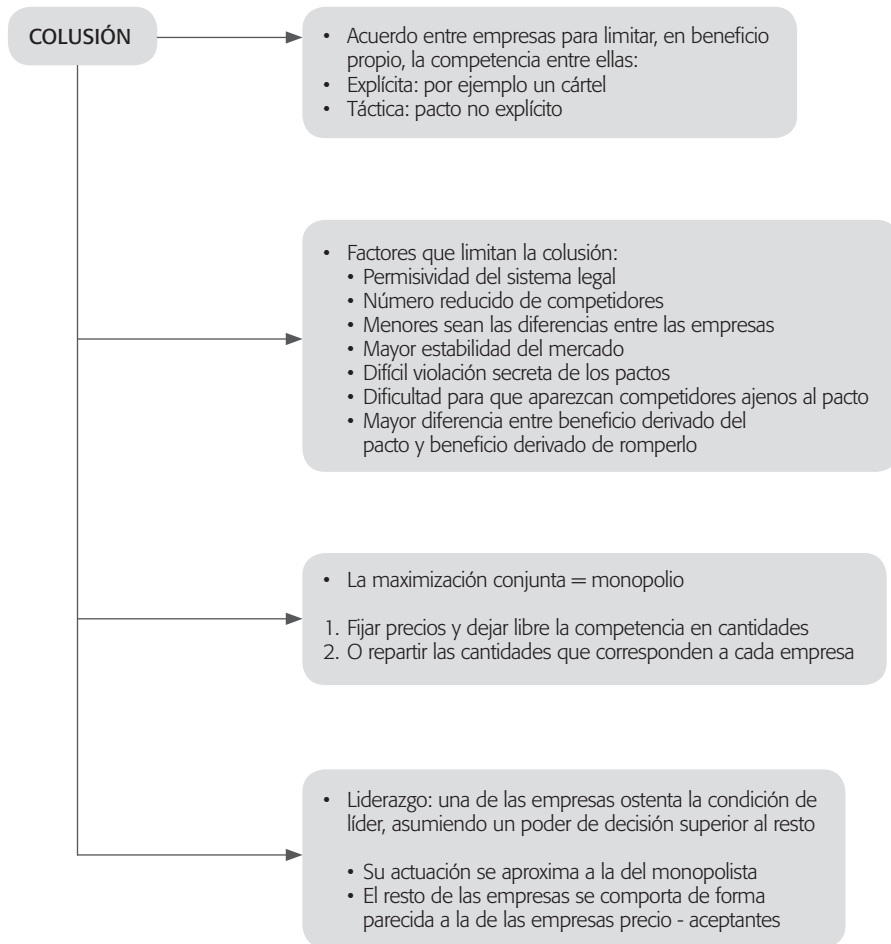 COLUSIÓN
• Acuerdo entre empresas para limitar, en beneficio
propio, la competencia entre ellas:
• Explícita: por ejemplo un cártel
• Táctica: pacto no explícito
• Factores que limitan la colusión:
• Permisividad del sistema legal
• Número reducido de competidores
• Menores sean las diferencias entre las empresas
• Mayor estabilidad del mercado
• Difícil violación secreta de los pactos
• Dificultad para que aparezcan competidores ajenos al pacto
• Mayor diferencia entre beneficio derivado del
pacto y beneficio derivado de romperlo
• La maximización conjunta = monopolio
1. Fijar precios y dejar libre la competencia en cantidades
2. O repartir las cantidades que corresponden a cada empresa
• Liderazgo: una de las empresas ostenta la condición de
líder, asumiendo un poder de decisión superior al resto
• Su actuación se aproxima a la del monopolista
• El resto de las empresas se comporta de forma
parecida a la de las empresas precio - aceptantes